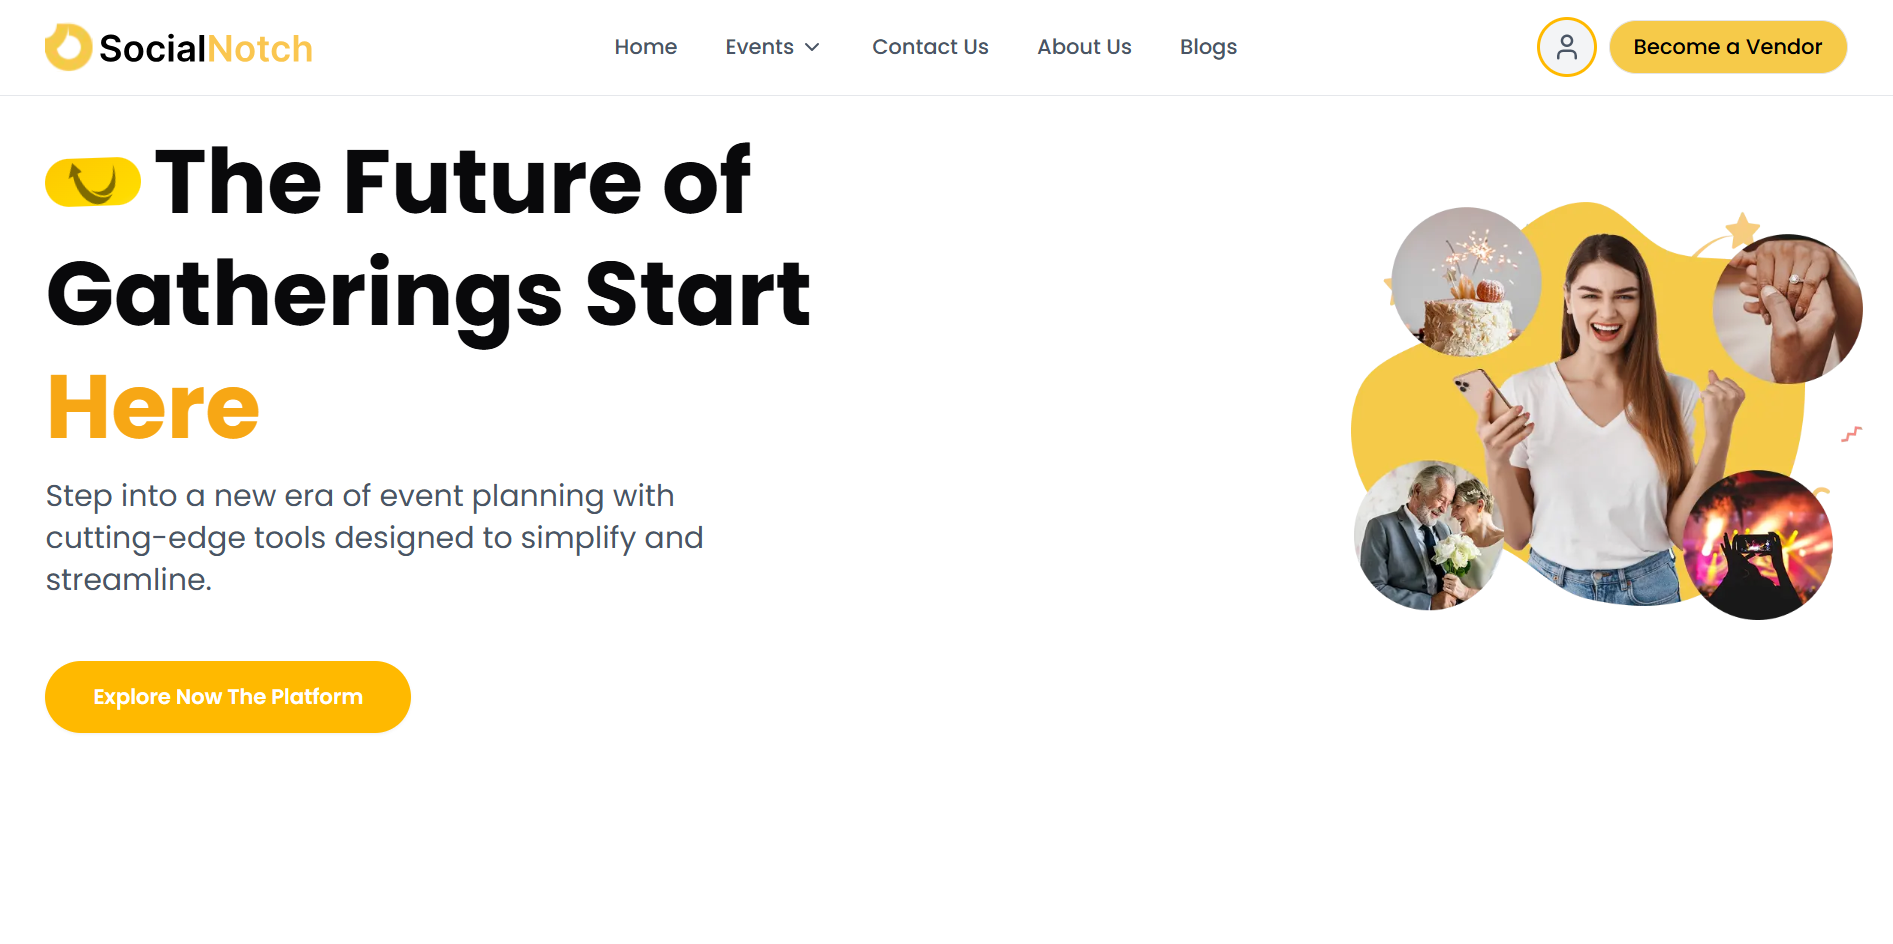 SocialNotch
Home
Events
Contact Us
About Us
Blogs
Become a Vendor
The Future of
Gatherings Start
Here
Step into a new era of event planning with
cutting-edge tools designed to simplify and
streamline.
Explore Now The Platform